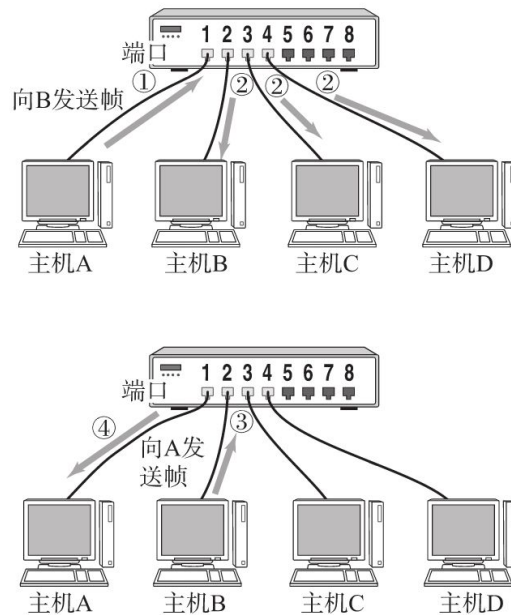 1 2 3 4 5 6 7 8
端口
① ② ② ②
向B发送帧
主机A 主机B 主机C 主机D
1 2 3 4 5 6 7 8
端口
④ ③
向A发
送帧
主机A 主机B 主机C 主机D